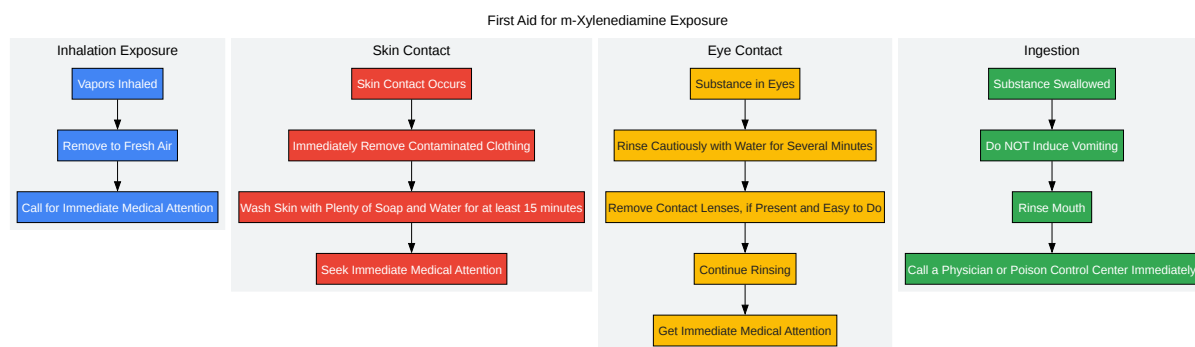 First Aid for m-Xylenediamine Exposure
Inhalation Exposure
Vapors Inhaled
Remove to Fresh Air
Call for Immediate Medical Attention
Skin Contact
Skin Contact Occurs
Immediately Remove Contaminated Clothing
Wash Skin with Plenty of Soap and Water for at least 15 minutes
Seek Immediate Medical Attention
Eye Contact
Substance in Eyes
Rinse Cautiously with Water for Several Minutes
Remove Contact Lenses, if Present and Easy to Do
Continue Rinsing
Get Immediate Medical Attention
Ingestion
Substance Swallowed
Do NOT Induce Vomiting
Rinse Mouth
Call a Physician or Poison Control Center Immediately